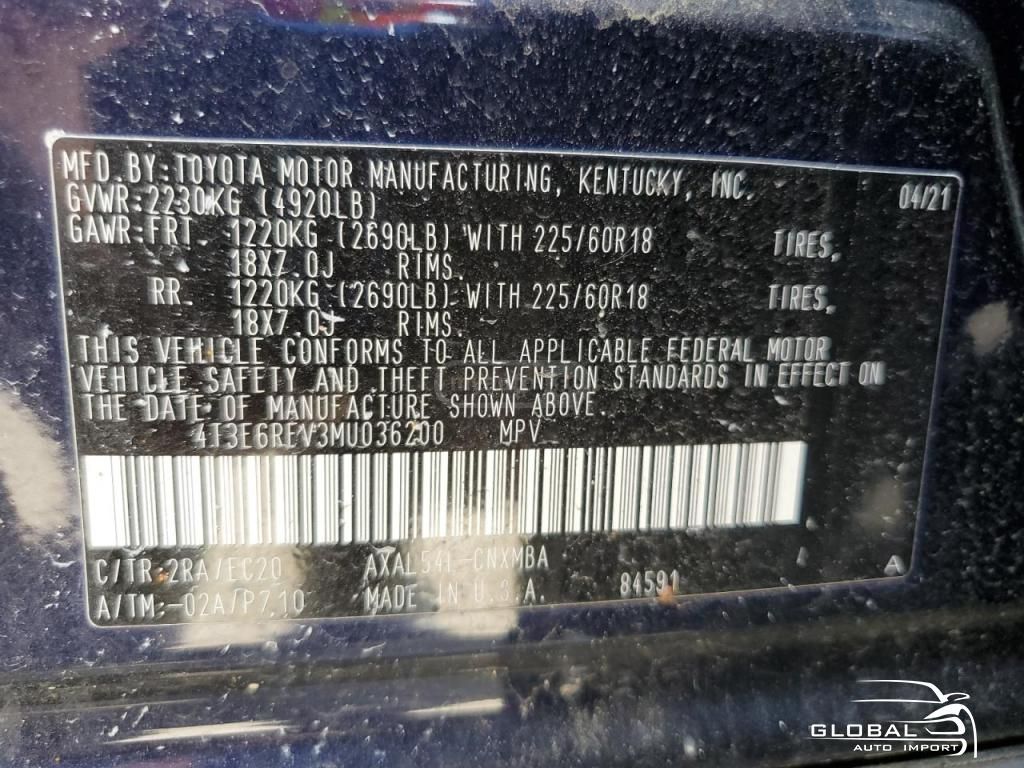 MFD.BY:TOYOTA MOTOR MANUFACTURING, KENTUCKY, INC. 04/21
GVWR:2230KG (4920LB)
GAWR:FRT. 1220KG (2690LB) WITH 225/60R18 TIRES,
18X7.0J RIMS.
RR. 1220KG (2690LB) WITH 225/60R18 TIRES,
18X7.0J RIMS.
THIS VEHICLE CONFORMS TO ALL APPLICABLE FEDERAL MOTOR
VEHICLE SAFETY AND THEFT PREVENTION STANDARDS IN EFFECT ON
THE DATE OF MANUFACTURE SHOWN ABOVE.
4T3E6REV3MU036200 MPV
C/TR:2RA/EC20 AXAL54L-CNXMBA A
A/TM:-02A/P710 MADE IN U.S.A. 84591
GLOBAL
AUTO IMPORT